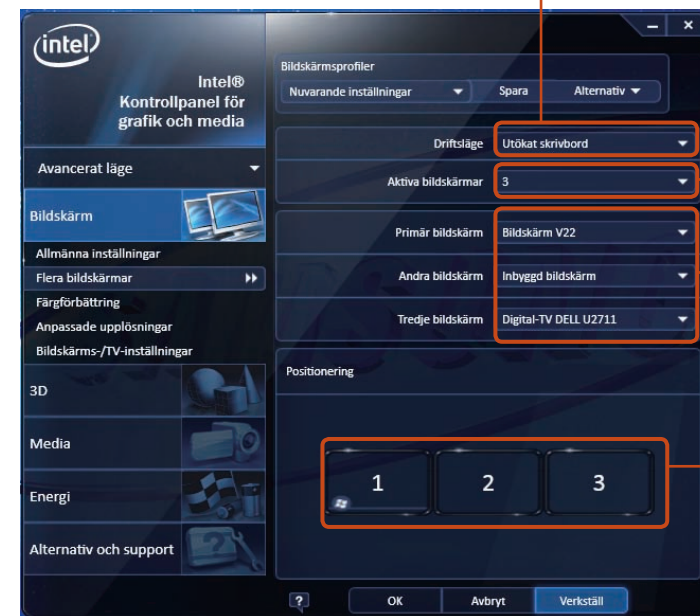 intel
Intel®
Kontrollpanel för
grafik och media
Avancerat läge
Bildskärm
Allmänna inställningar
Flera bildskärmar
Färgförbättring
Anpassade upplösningar
Bildskärms-/TV-inställningar
3D
Media
Energi
Alternativ och support
Bildskärmsprofiler
Nuvarande inställningar Spara Alternativ
Driftsläge Utökat skrivbord
Aktiva bildskärmar 3
Primär bildskärm Bildskärm V22
Andra bildskärm Inbyggd bildskärm
Tredje bildskärm Digital-TV DELL U2711
Positionering
1 2 3
? OK Avbryt Verkställ